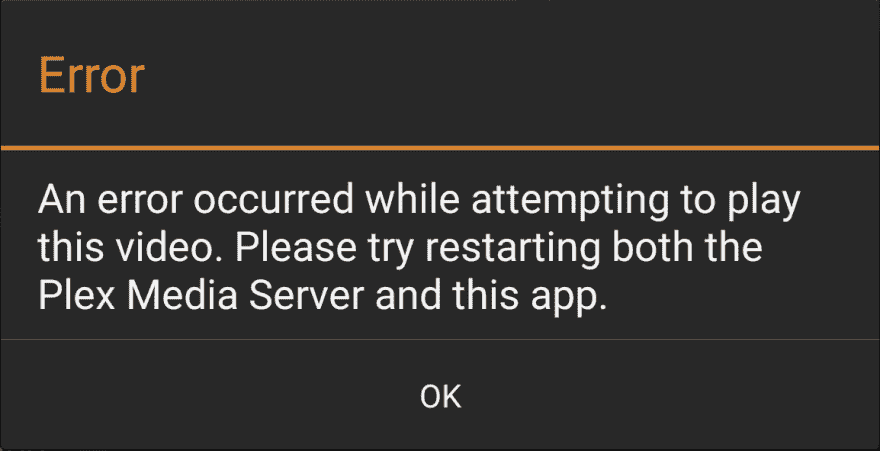 Error
An error occurred while attempting to play
this video. Please try restarting both the
Plex Media Server and this app.
OK